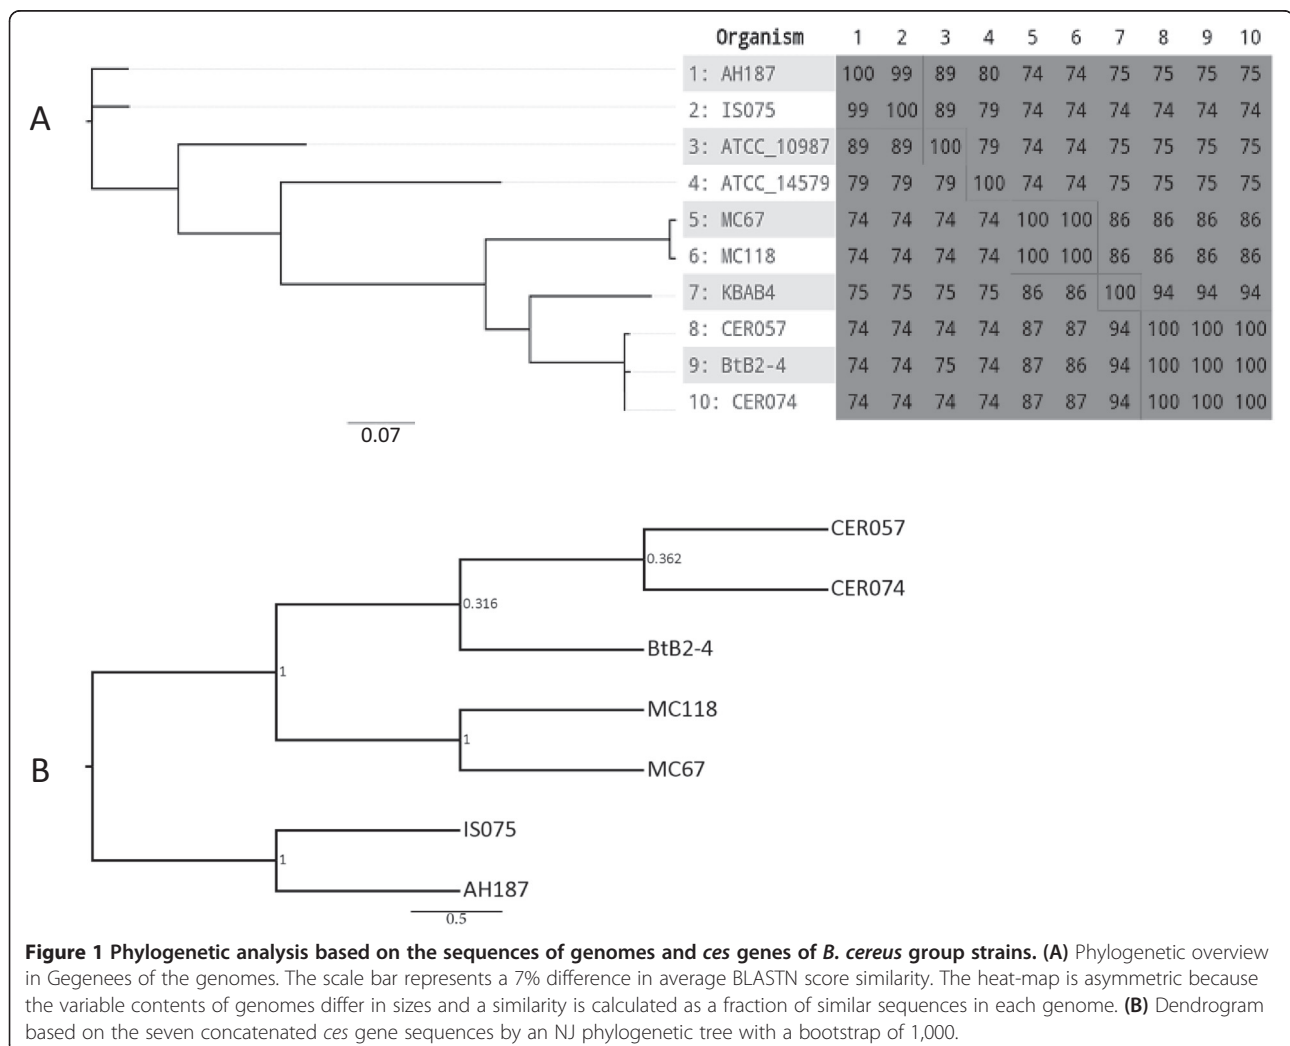 Organism 1 2 3 4 5 6 7 8 9 10
A
1: AH187 100 99 89 80 74 74 75 75 75 75
2: IS075 99 100 89 79 74 74 74 74 74 74
3: ATCC_10987 89 89 100 79 74 74 75 75 75 75
4: ATCC_14579 79 79 79 100 74 74 75 75 75 75
5: MC67 74 74 74 74 100 100 86 86 86 86
6: MC118 74 74 74 74 100 100 86 86 86 86
7: KBAB4 75 75 75 75 86 86 100 94 94 94
8: CER057 74 74 74 74 87 87 94 100 100 100
9: BtB2-4 74 74 75 74 87 86 94 100 100 100
10: CER074 74 74 74 74 87 87 94 100 100 100
0.07
CER057
0.362
CER074
0.316
BtB2-4
1
MC118
1
B
MC67
IS075
1
AH187
0.5
Figure 1 Phylogenetic analysis based on the sequences of genomes and ces genes of B. cereus group strains. (A) Phylogenetic overview
in Gegenees of the genomes. The scale bar represents a 7% difference in average BLASTN score similarity. The heat-map is asymmetric because
the variable contents of genomes differ in sizes and a similarity is calculated as a fraction of similar sequences in each genome. (B) Dendrogram
based on the seven concatenated ces gene sequences by an NJ phylogenetic tree with a bootstrap of 1,000.